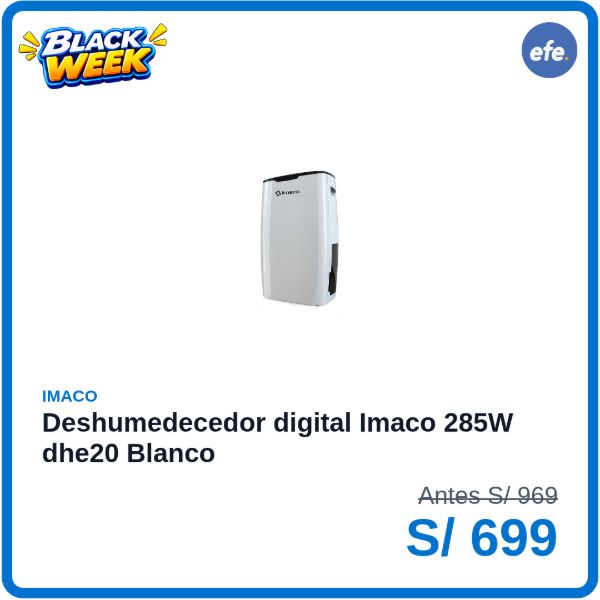 BLACK
WEEK
efe.
Imaco
IMACO
Deshumedecedor digital Imaco 285W
dhe20 Blanco
Antes S/ 969
S/ 699